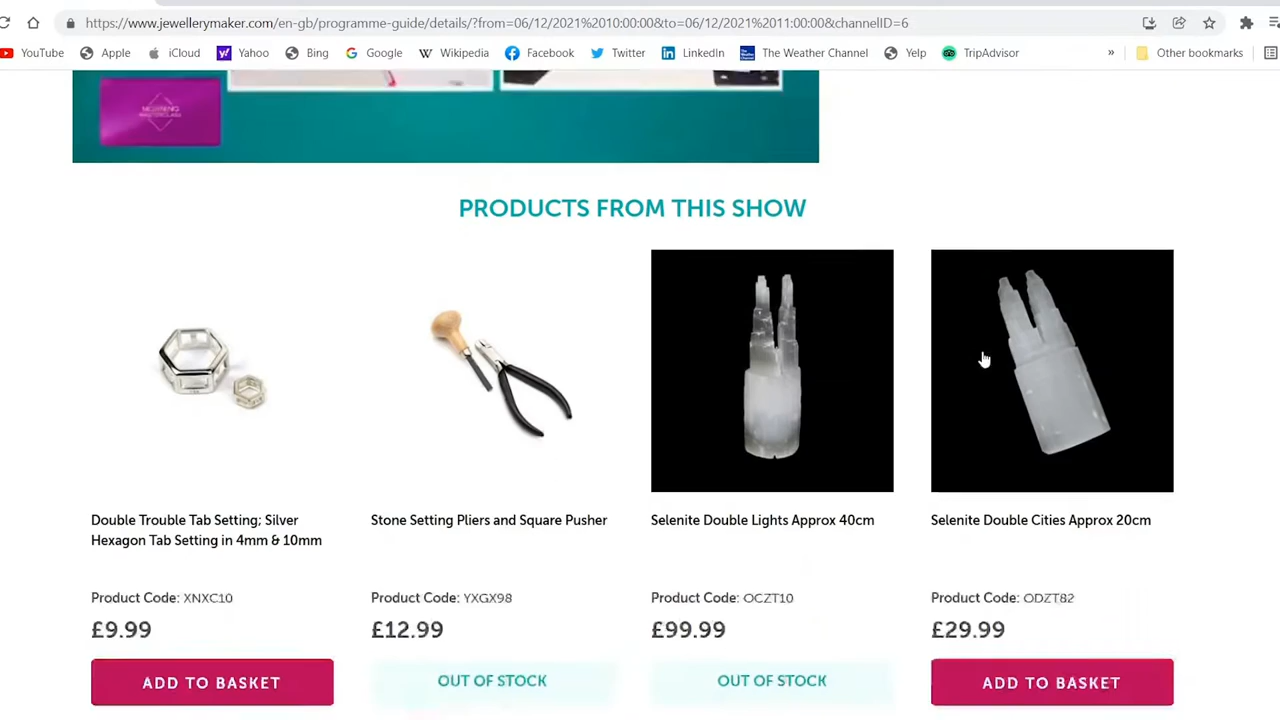 https://www.jewellerymaker.com/en-gb/programme-guide/details/?from=06/12/2021%2010:00:00&to=06/12/2021%2011:00:00&channelID=6
YouTube Apple iCloud Yahoo Bing Google Wikipedia Facebook Twitter LinkedIn The Weather Channel Yelp TripAdvisor » Other bookmarks
MORNING
MASTERCLASS
PRODUCTS FROM THIS SHOW
Double Trouble Tab Setting; Silver
Hexagon Tab Setting in 4mm & 10mm
Product Code: XNXC10
£9.99
ADD TO BASKET
Stone Setting Pliers and Square Pusher
Product Code: YXGX98
£12.99
OUT OF STOCK
Selenite Double Lights Approx 40cm
Product Code: OCZT10
£99.99
OUT OF STOCK
Selenite Double Cities Approx 20cm
Product Code: ODZT82
£29.99
ADD TO BASKET